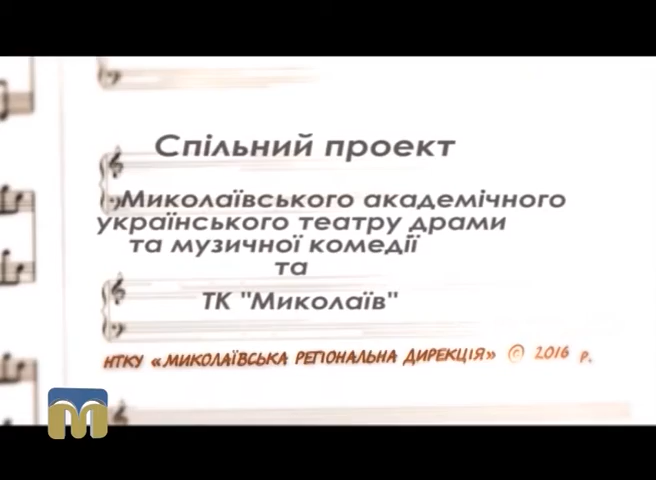 Спільний проект
Миколаївського академічного
українського театру драми
та музичної комедії
та
ТК "Миколаїв"
НТКУ «МИКОЛАЇВСЬКА РЕГІОНАЛЬНА ДИРЕКЦІЯ» © 2016 р.